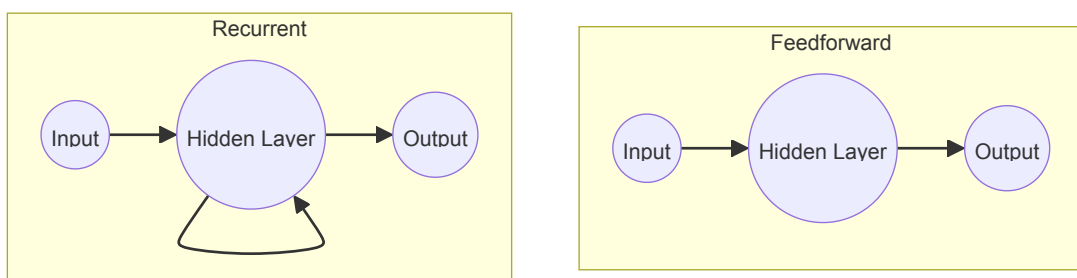 Recurrent
Input
Hidden Layer
Output
Feedforward
Input
Hidden Layer
Output